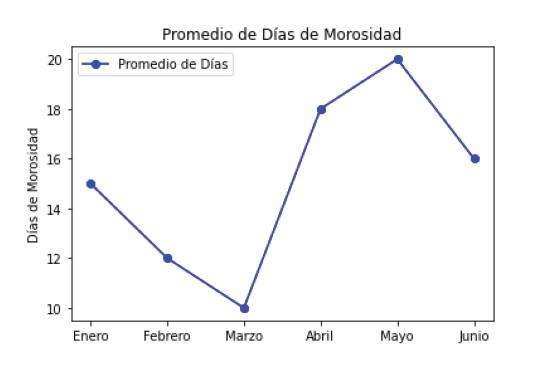 Promedio de Días de Morosidad
Promedio de Días
Días de Morosidad
20
18
16
14
12
10
Enero Febrero Marzo Abril Mayo Junio